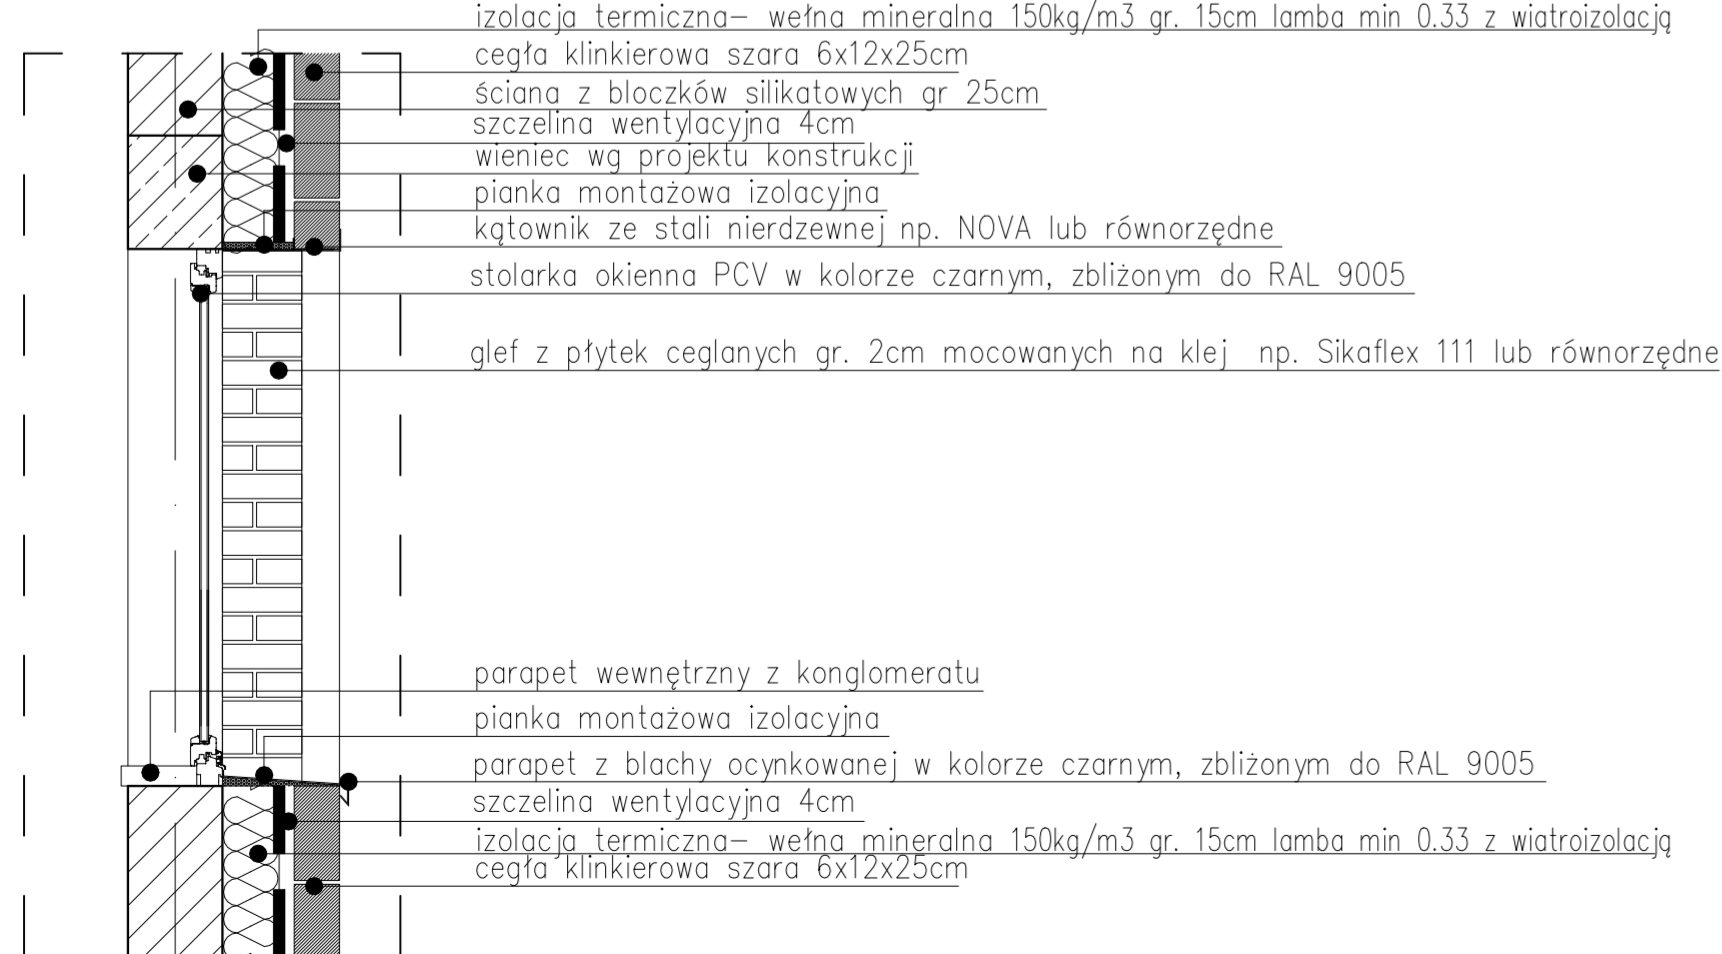 izolacja termiczna– wełna mineralna 150kg/m3 gr. 15cm lamba min 0.33 z wiatroizolacją
cegła klinkierowa szara 6x12x25cm
ściana z bloczków silikatowych gr 25cm
szczelina wentylacyjna 4cm
wieniec wg projektu konstrukcji
pianka montażowa izolacyjna
kątownik ze stali nierdzewnej np. NOVA lub równorzędne
stolarka okienna PCV w kolorze czarnym, zbliżonym do RAL 9005
glef z płytek ceglanych gr. 2cm mocowanych na klej np. Sikaflex 111 lub równorzędne
parapet wewnętrzny z konglomeratu
pianka montażowa izolacyjna
parapet z blachy ocynkowanej w kolorze czarnym, zbliżonym do RAL 9005
szczelina wentylacyjna 4cm
izolacja termiczna– wełna mineralna 150kg/m3 gr. 15cm lamba min 0.33 z wiatroizolacją
cegła klinkierowa szara 6x12x25cm